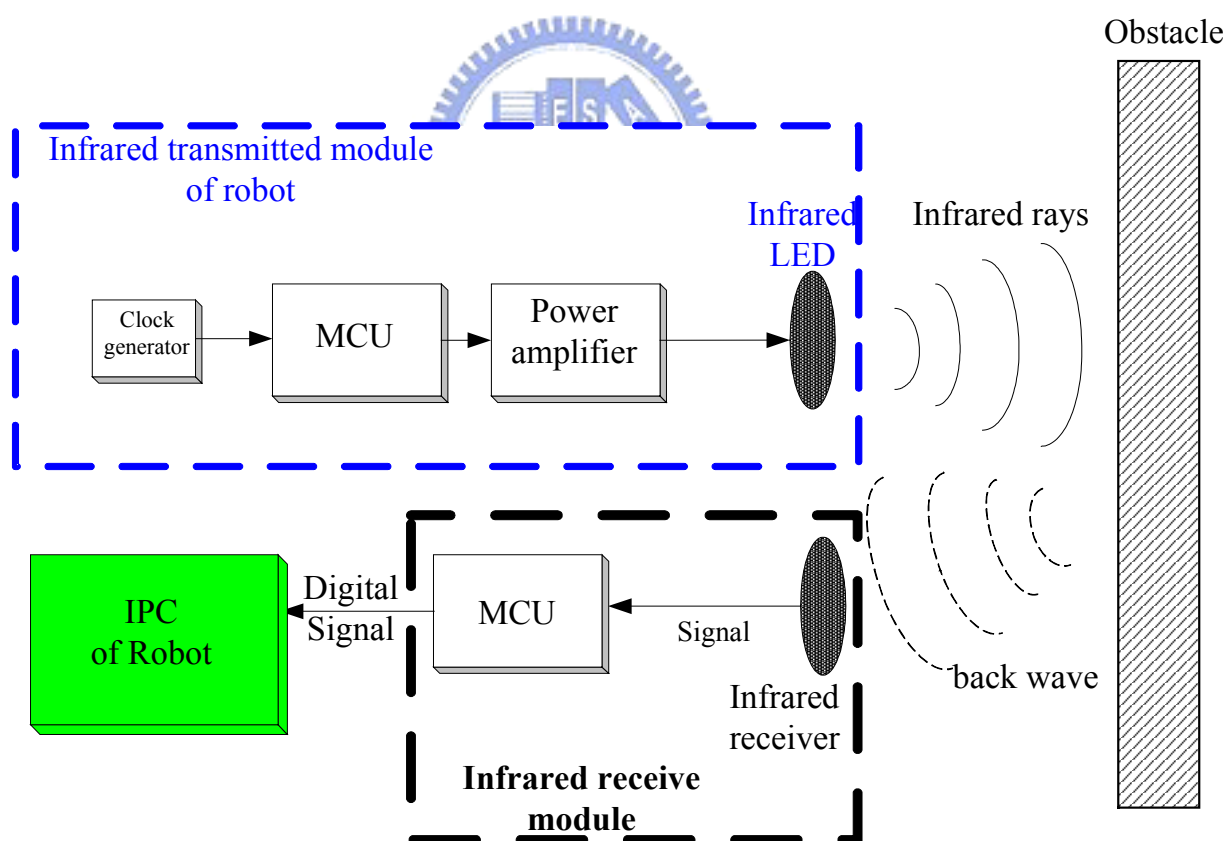 Obstacle
ES
Infrared transmitted module
of robot
Infrared
LED
Infrared rays
Clock
generator
MCU
Power
amplifier
IPC
of Robot
Digital
Signal
MCU
Signal
Infrared
receiver
back wave
Infrared receive
module